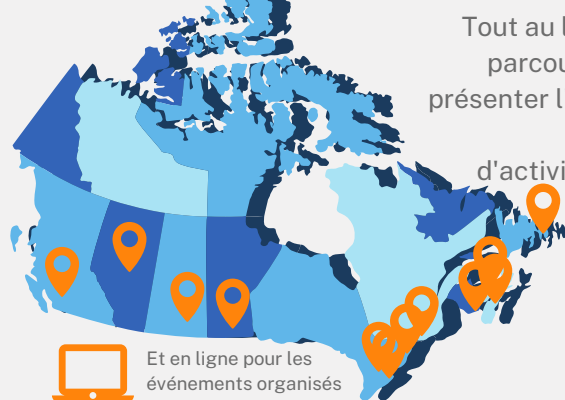 Tout au
parcou
présenter l
d'activi
Et en ligne pour les
événements organisés